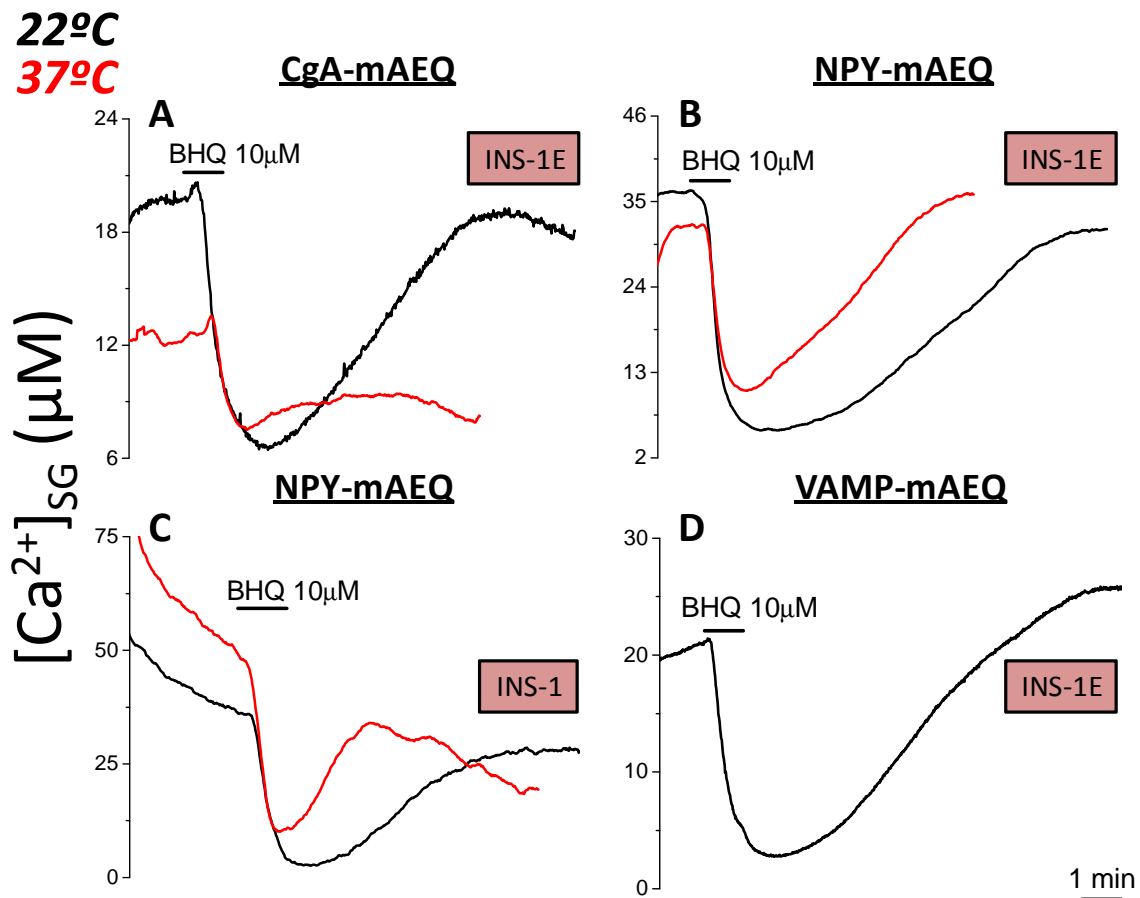 22ºC
37ºC
CgA-mAEQ
NPY-mAEQ
[Ca²⁺]SG (µM)
A
24
18
12
6
BHQ 10µM
INS-1E
B
46
35
24
13
2
BHQ 10µM
INS-1E
NPY-mAEQ
VAMP-mAEQ
C
75
50
25
0
BHQ 10µM
INS-1
D
30
20
10
0
BHQ 10µM
INS-1E
1 min